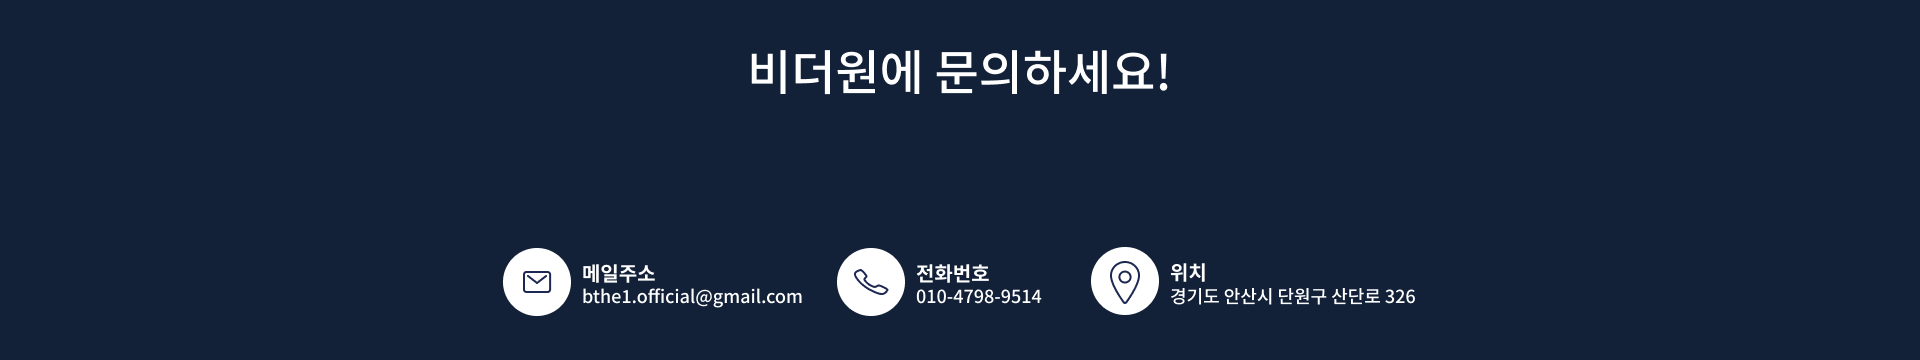 비더원에 문의하세요!
메일주소
bthe1.official@gmail.com
전화번호
010-4798-9514
위치
경기도 안산시 단원구 산단로 326